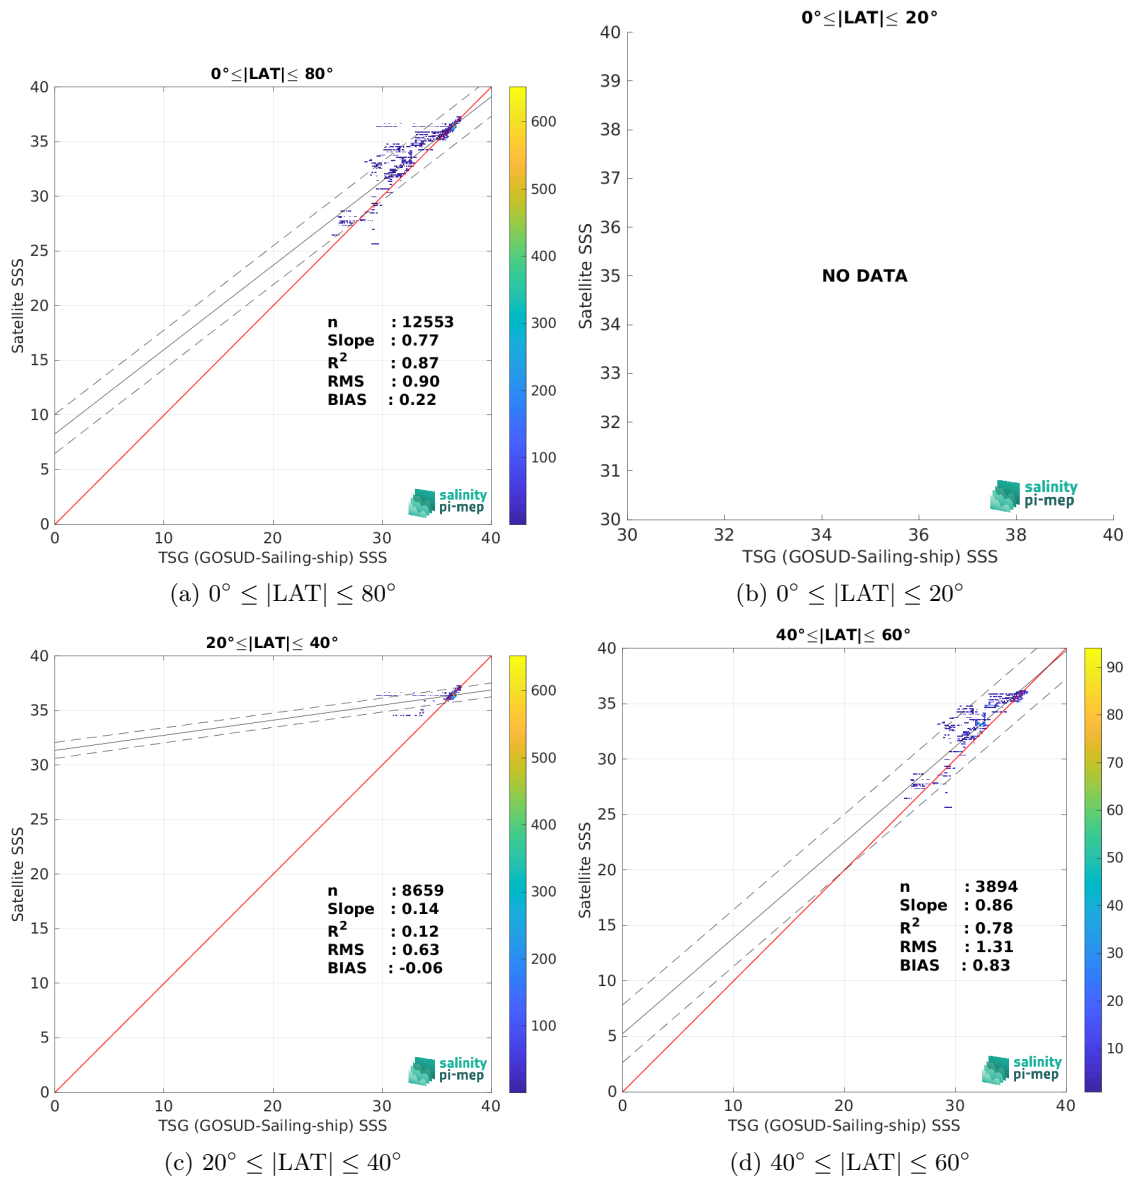 0°≤|LAT|≤ 80°
40
35
30
25
20
15
10
5
0
Satellite SSS
n : 12553
Slope : 0.77
R² : 0.87
RMS : 0.90
BIAS : 0.22
salinity
pi-mep
0 10 20 30 40
TSG (GOSUD-Sailing-ship) SSS
600
500
400
300
200
100
(a) 0° ≤ |LAT| ≤ 80°
0°≤|LAT|≤ 20°
40
39
38
37
36
35
34
33
32
31
30
Satellite SSS
NO DATA
salinity
pi-mep
30 32 34 36 38 40
TSG (GOSUD-Sailing-ship) SSS
(b) 0° ≤ |LAT| ≤ 20°
20°≤|LAT|≤ 40°
40
35
30
25
20
15
10
5
0
Satellite SSS
n : 8659
Slope : 0.14
R² : 0.12
RMS : 0.63
BIAS : -0.06
salinity
pi-mep
0 10 20 30 40
TSG (GOSUD-Sailing-ship) SSS
600
500
400
300
200
100
(c) 20° ≤ |LAT| ≤ 40°
40°≤|LAT|≤ 60°
40
35
30
25
20
15
10
5
0
Satellite SSS
n : 3894
Slope : 0.86
R² : 0.78
RMS : 1.31
BIAS : 0.83
salinity
pi-mep
0 10 20 30 40
TSG (GOSUD-Sailing-ship) SSS
90
80
70
60
50
40
30
20
10
(d) 40° ≤ |LAT| ≤ 60°